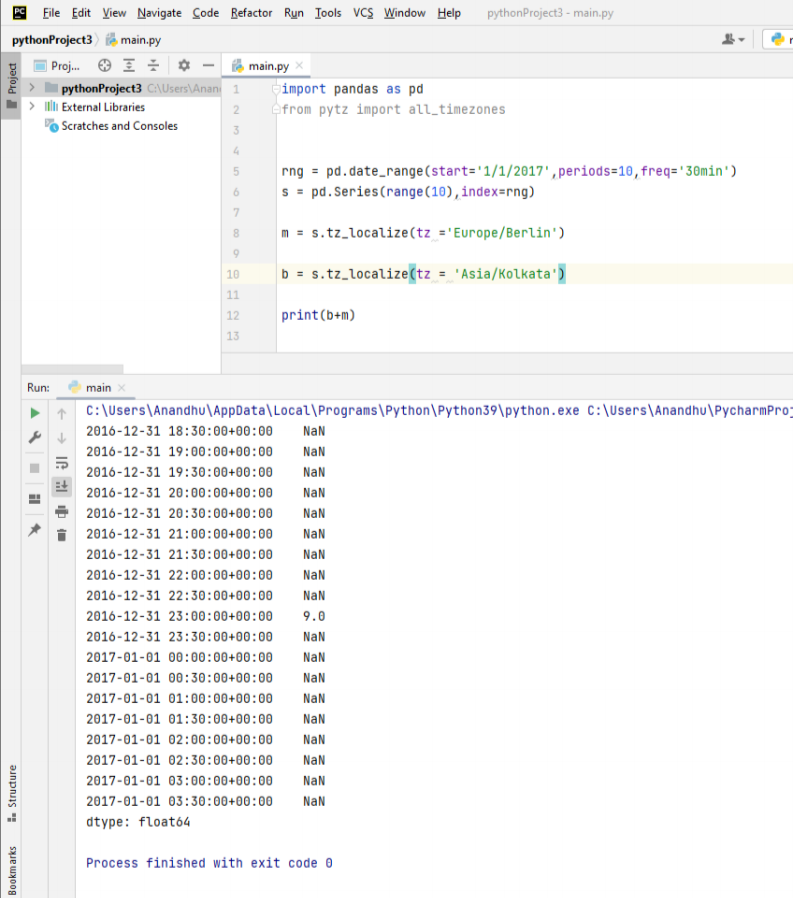 PC File Edit View Navigate Code Refactor Run Tools VCS Window Help pythonProject3 - main.py
pythonProject3 main.py
Project
Proj... main.py
pythonProject3 C:\Users\Anand
External Libraries
Scratches and Consoles
1 import pandas as pd
2 from pytz import all_timezones
3
4
5 rng = pd.date_range(start='1/1/2017',periods=10,freq='30min')
6 s = pd.Series(range(10),index=rng)
7
8 m = s.tz_localize(tz ='Europe/Berlin')
9
10 b = s.tz_localize(tz = 'Asia/Kolkata')
11
12 print(b+m)
13
Run: main
C:\Users\Anandhu\AppData\Local\Programs\Python\Python39\python.exe C:\Users\Anandhu\PycharmProj
2016-12-31 18:30:00+00:00 NaN
2016-12-31 19:00:00+00:00 NaN
2016-12-31 19:30:00+00:00 NaN
2016-12-31 20:00:00+00:00 NaN
2016-12-31 20:30:00+00:00 NaN
2016-12-31 21:00:00+00:00 NaN
2016-12-31 21:30:00+00:00 NaN
2016-12-31 22:00:00+00:00 NaN
2016-12-31 22:30:00+00:00 NaN
2016-12-31 23:00:00+00:00 9.0
2016-12-31 23:30:00+00:00 NaN
2017-01-01 00:00:00+00:00 NaN
2017-01-01 00:30:00+00:00 NaN
2017-01-01 01:00:00+00:00 NaN
2017-01-01 01:30:00+00:00 NaN
2017-01-01 02:00:00+00:00 NaN
2017-01-01 02:30:00+00:00 NaN
2017-01-01 03:00:00+00:00 NaN
2017-01-01 03:30:00+00:00 NaN
dtype: float64
Process finished with exit code 0
Structure
Bookmarks